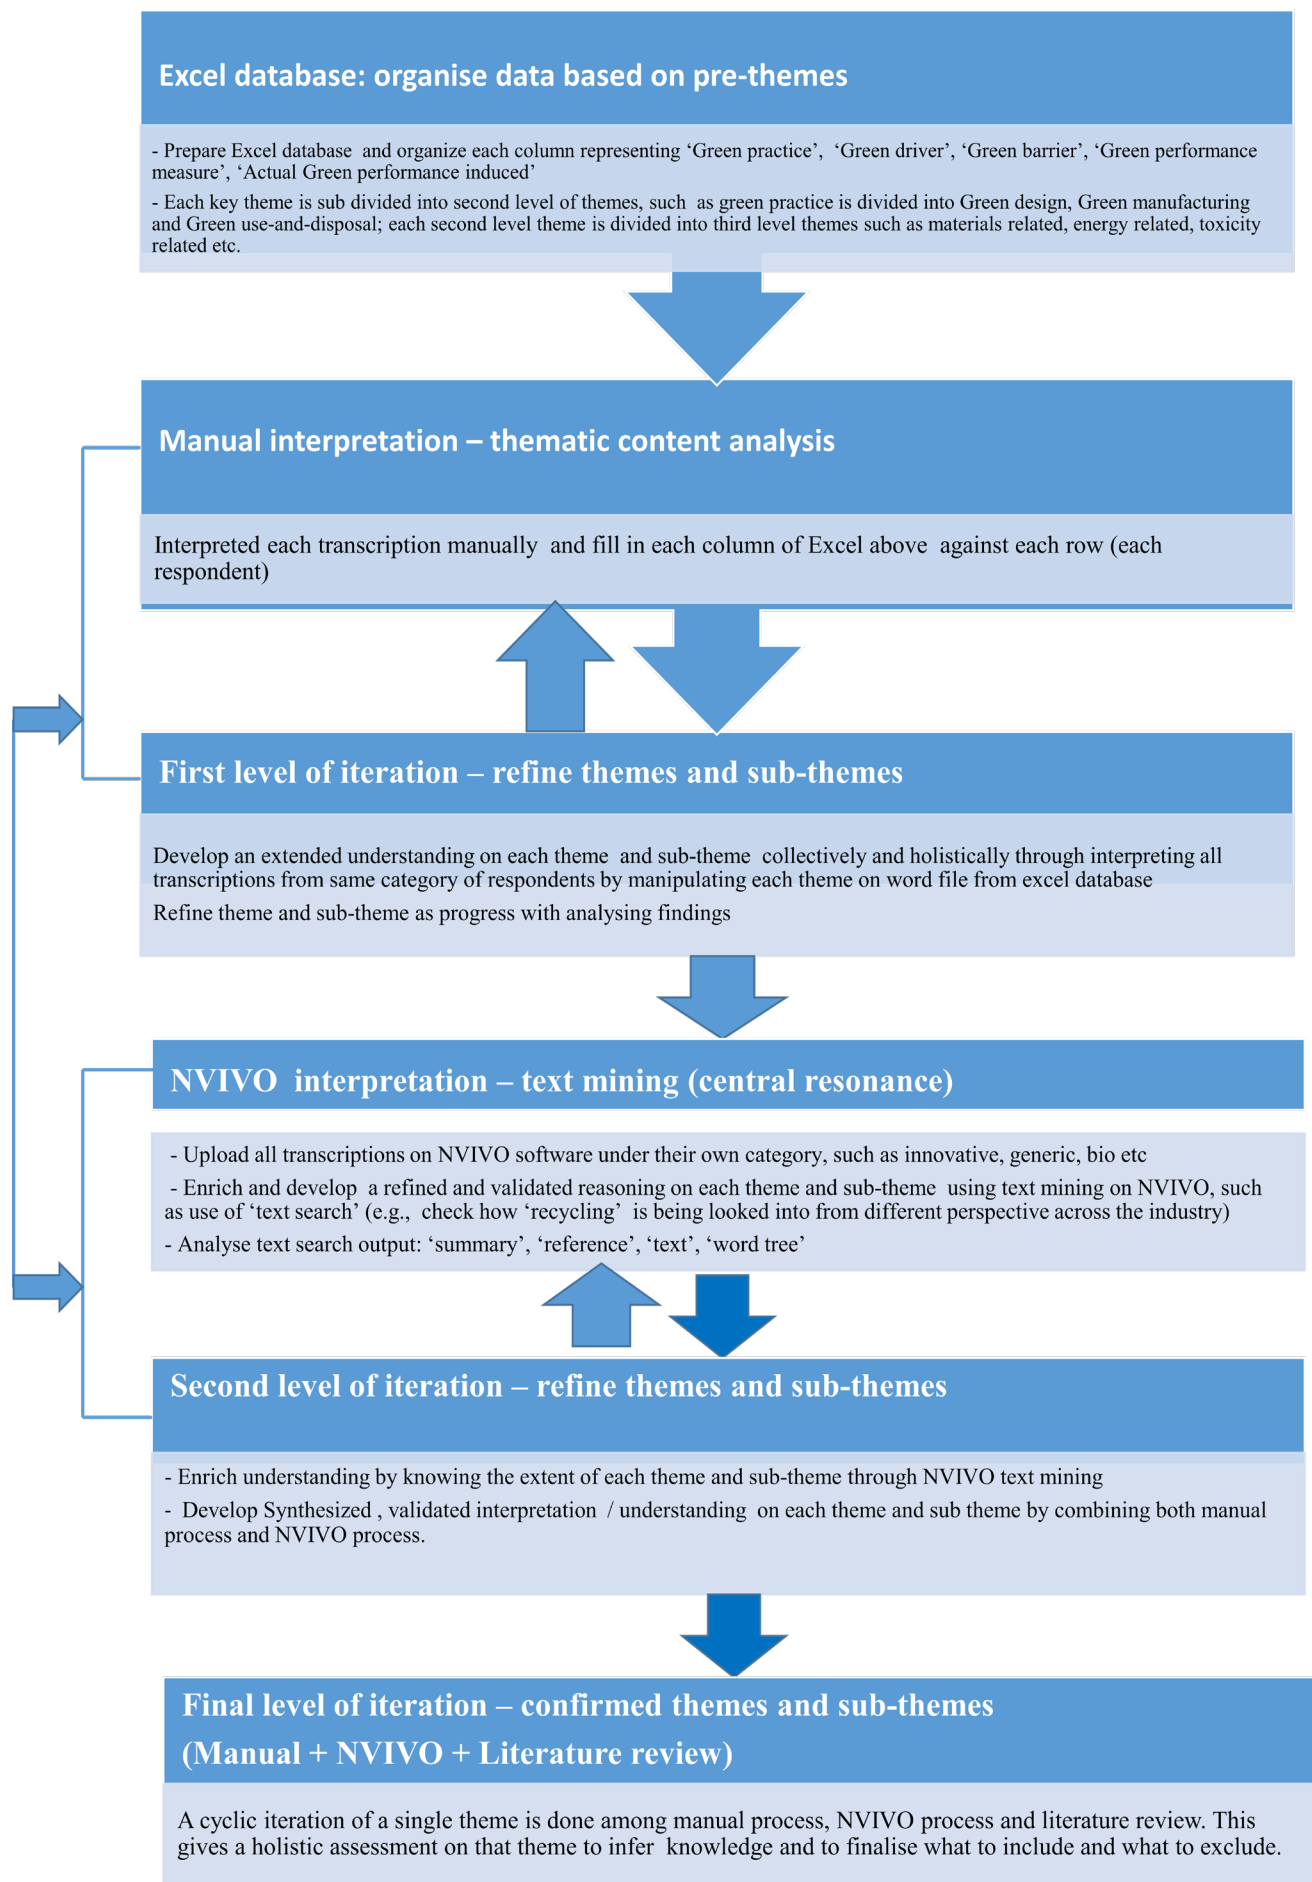 Excel database: organise data based on pre-themes
- Prepare Excel database and organize each column representing ‘Green practice’, ‘Green driver’, ‘Green barrier’, ‘Green performance
measure’, ‘Actual Green performance induced’
- Each key theme is sub divided into second level of themes, such as green practice is divided into Green design, Green manufacturing
and Green use-and-disposal; each second level theme is divided into third level themes such as materials related, energy related, toxicity
related etc.
Manual interpretation – thematic content analysis
Interpreted each transcription manually and fill in each column of Excel above against each row (each
respondent)
First level of iteration – refine themes and sub-themes
Develop an extended understanding on each theme and sub-theme collectively and holistically through interpreting all
transcriptions from same category of respondents by manipulating each theme on word file from excel database
Refine theme and sub-theme as progress with analysing findings
NVIVO interpretation – text mining (central resonance)
- Upload all transcriptions on NVIVO software under their own category, such as innovative, generic, bio etc
- Enrich and develop a refined and validated reasoning on each theme and sub-theme using text mining on NVIVO, such
as use of ‘text search’ (e.g., check how ‘recycling’ is being looked into from different perspective across the industry)
- Analyse text search output: ‘summary’, ‘reference’, ‘text’, ‘word tree’
Second level of iteration – refine themes and sub-themes
- Enrich understanding by knowing the extent of each theme and sub-theme through NVIVO text mining
- Develop Synthesized , validated interpretation / understanding on each theme and sub theme by combining both manual
process and NVIVO process.
Final level of iteration – confirmed themes and sub-themes
(Manual + NVIVO + Literature review)
A cyclic iteration of a single theme is done among manual process, NVIVO process and literature review. This
gives a holistic assessment on that theme to infer knowledge and to finalise what to include and what to exclude.